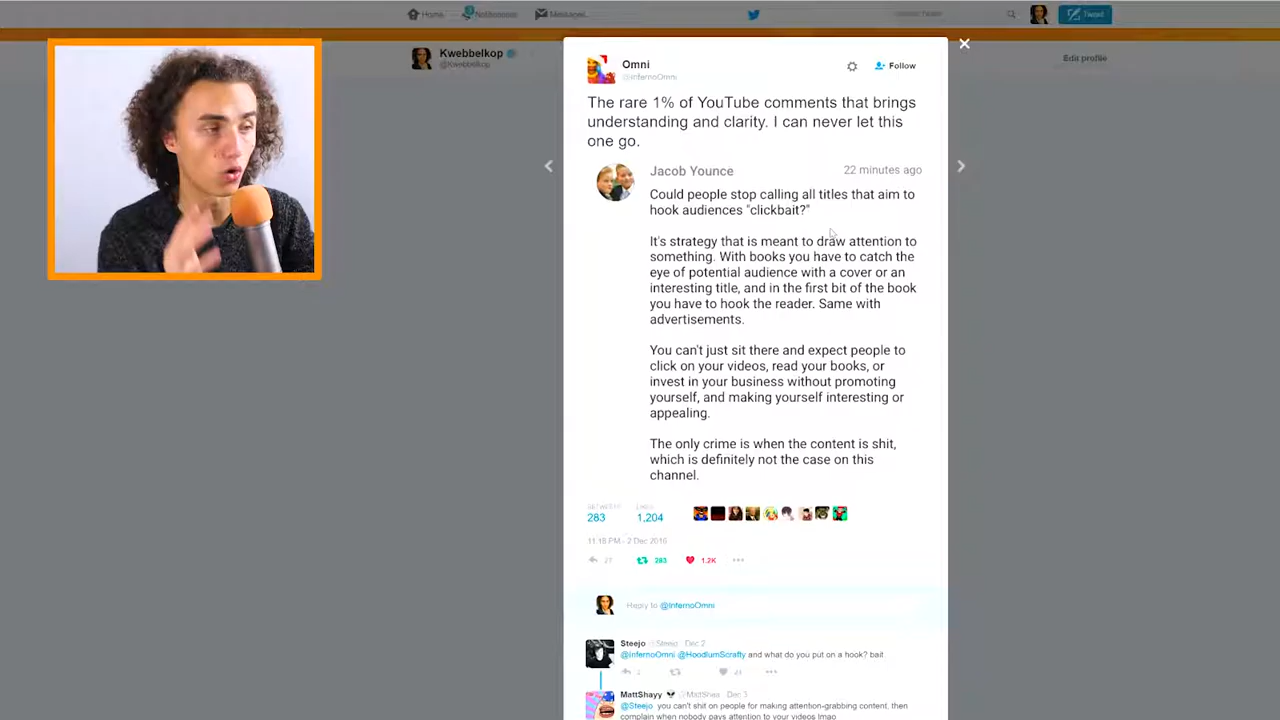 Home
Notifications
Messages
Tweet
Kwebbelkop
@Kwebbelkop
Edit profile
Omni
@InfernoOmni
Follow
The rare 1% of YouTube comments that brings
understanding and clarity. I can never let this
one go.
Jacob Younce
22 minutes ago
Could people stop calling all titles that aim to
hook audiences "clickbait?"
It's strategy that is meant to draw attention to
something. With books you have to catch the
eye of potential audience with a cover or an
interesting title, and in the first bit of the book
you have to hook the reader. Same with
advertisements.
You can't just sit there and expect people to
click on your videos, read your books, or
invest in your business without promoting
yourself, and making yourself interesting or
appealing.
The only crime is when the content is shit,
which is definitely not the case on this
channel.
RETWEETS LIKES
283 1,204
11:18 PM - 2 Dec 2016
27 283 1.2K
Reply to @InfernoOmni
Steejo @Steejo Dec 2
@InfernoOmni @HoodlumScrafty and what do you put on a hook? bait
MattShayy @MattShea Dec 3
@Steejo you can't shit on people for making attention-grabbing content, then
complain when nobody pays attention to your videos lmao